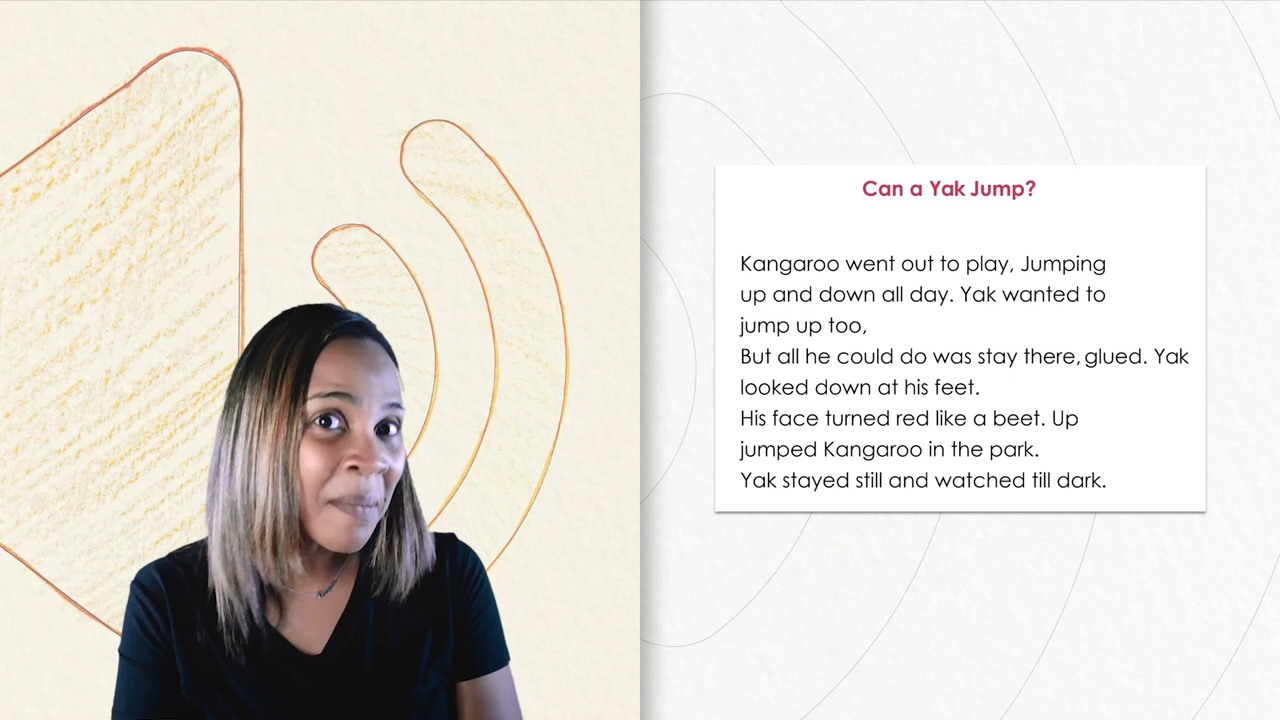 Can a Yak Jump?
Kangaroo went out to play, Jumping
up and down all day. Yak wanted to
jump up too,
But all he could do was stay there, glued. Yak
looked down at his feet.
His face turned red like a beet. Up
jumped Kangaroo in the park.
Yak stayed still and watched till dark.